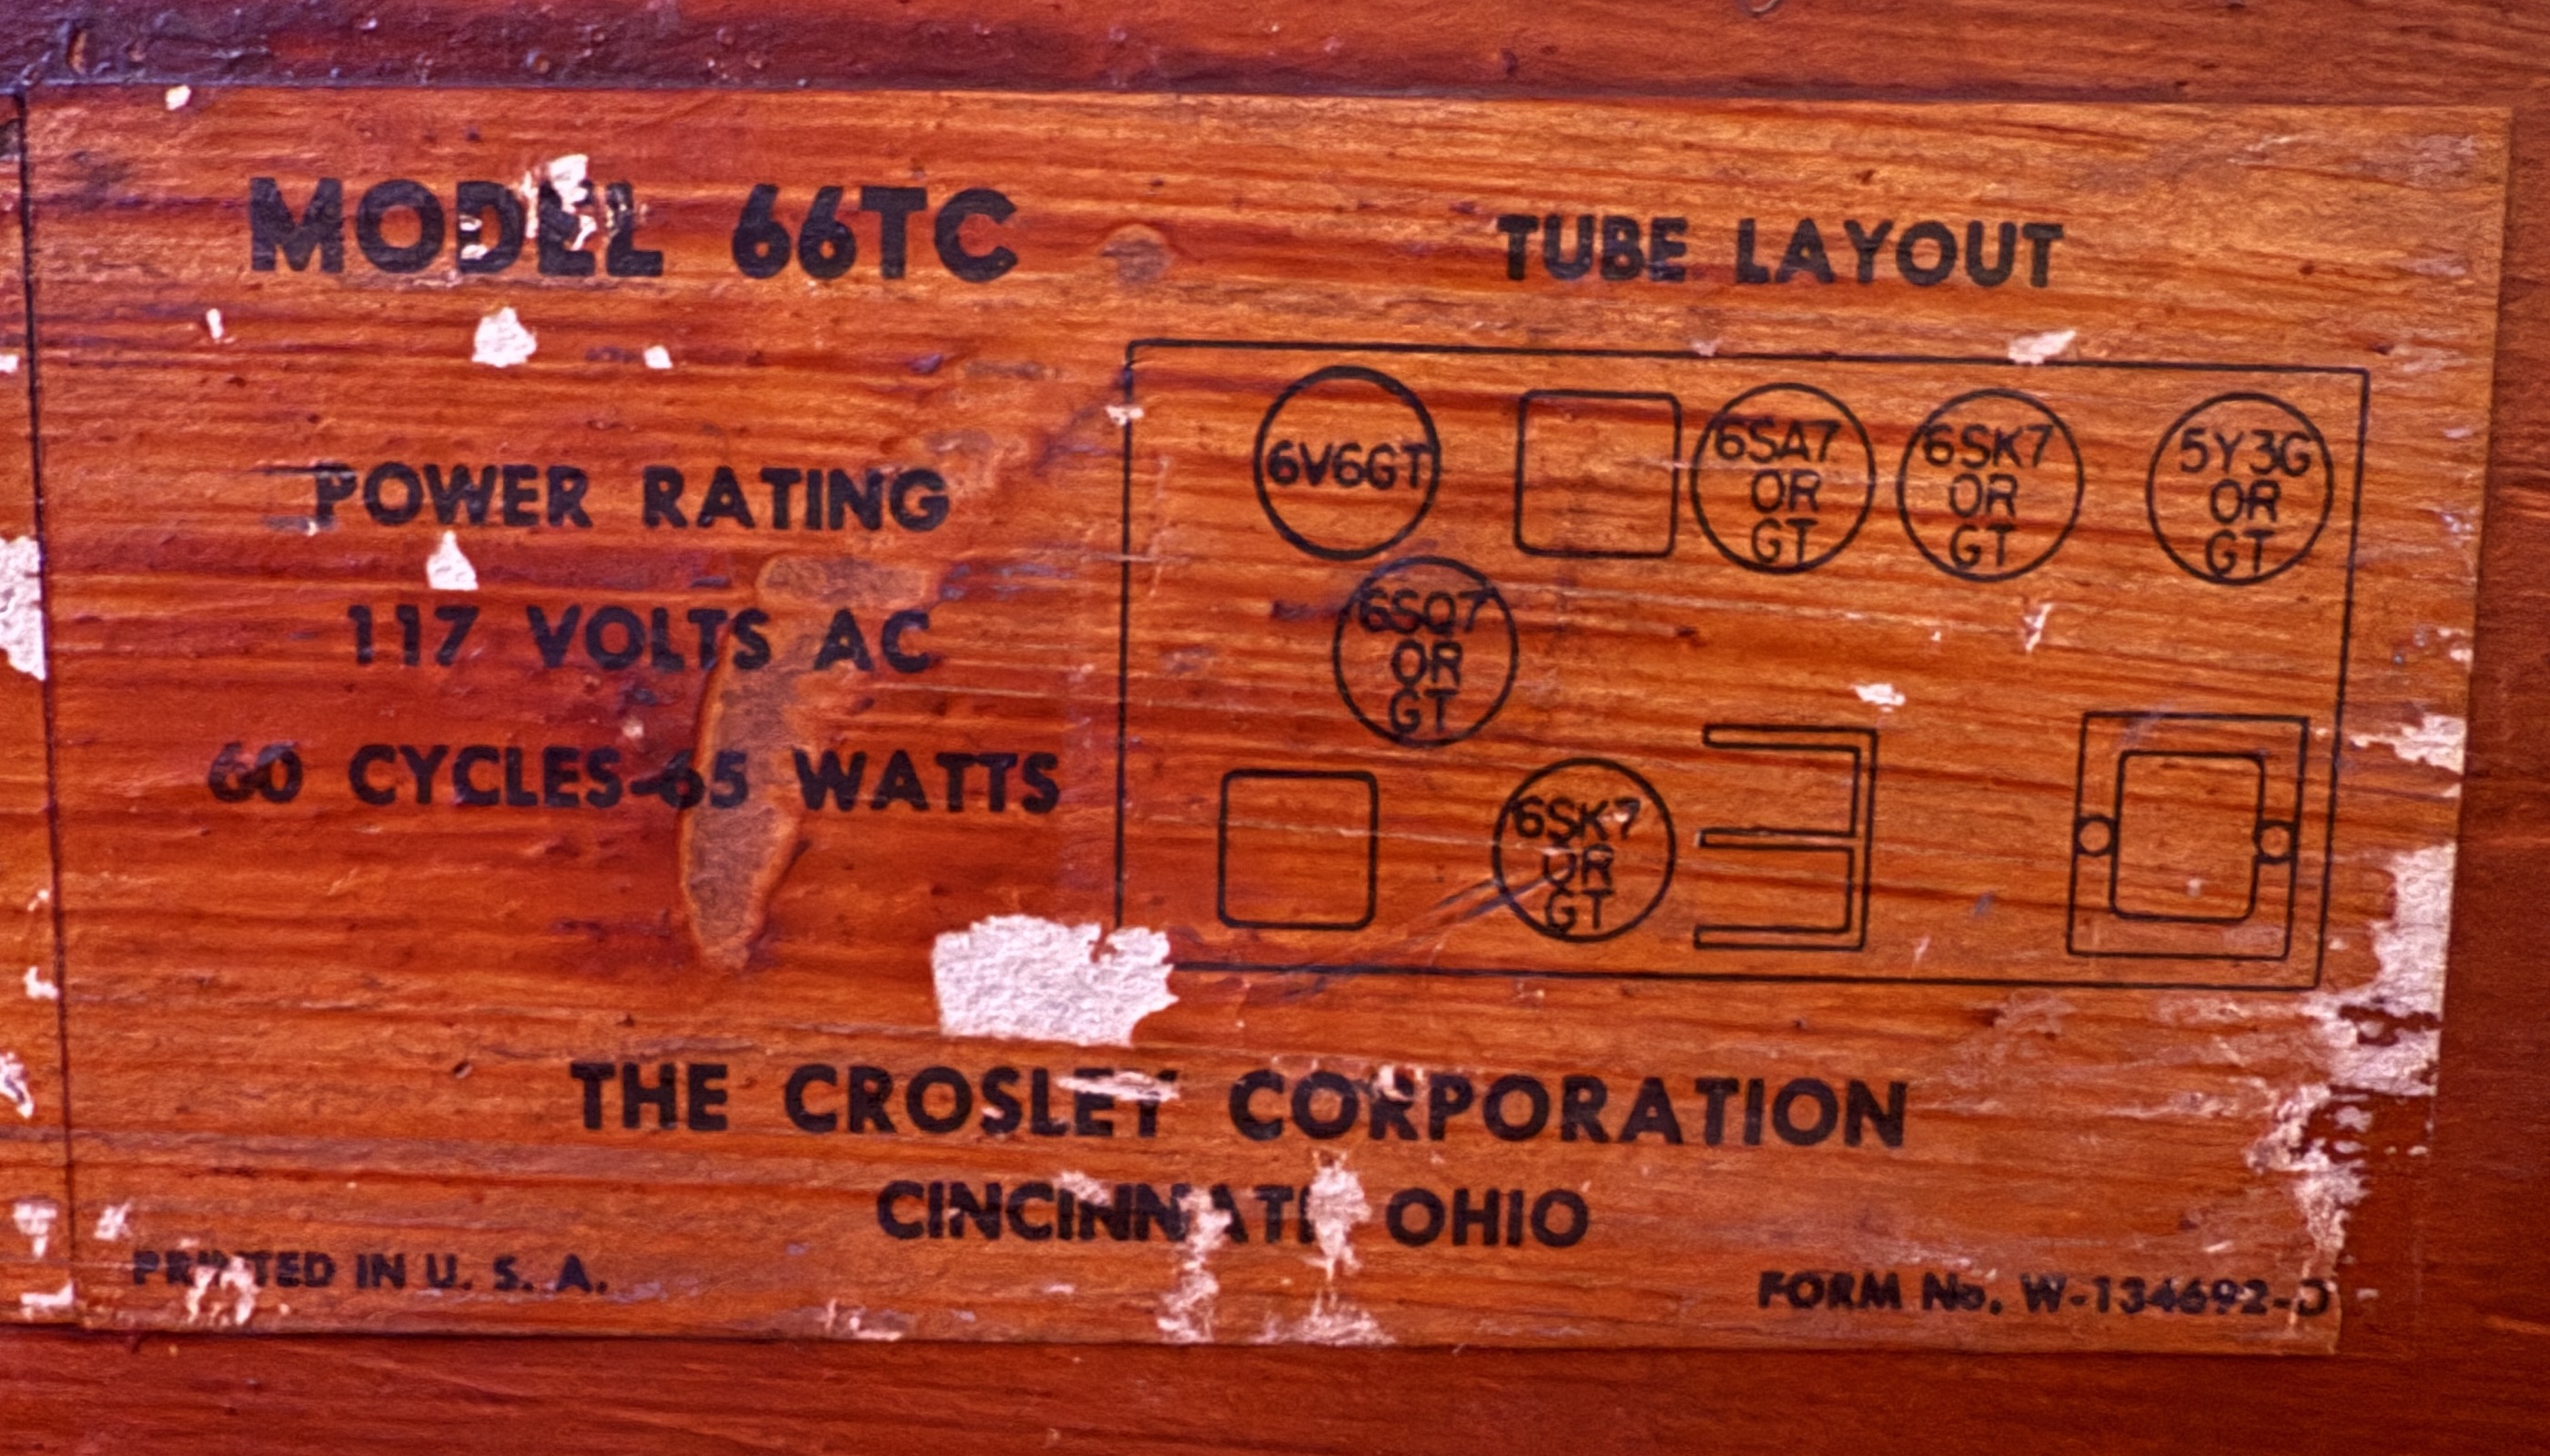 MODEL 66TC
POWER RATING
117 VOLTS AC
60 CYCLES-65 WATTS
TUBE LAYOUT
6V6GT
6SA7
OR
GT
6SK7
OR
GT
5Y3G
OR
GT
6SQ7
OR
GT
6SK7
OR
GT
THE CROSLEY CORPORATION
CINCINNATI OHIO
PRINTED IN U. S. A.
FORM No. W-134692-D